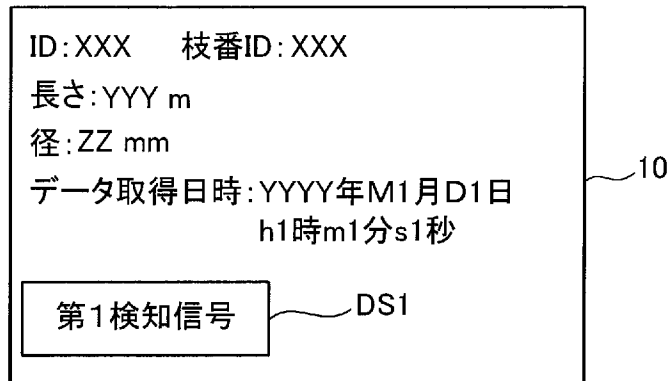 ID:XXX 枝番ID:XXX
長さ:YYY m
径:ZZ mm
データ取得日時:YYYY年M1月D1日
h1時m1分s1秒
10
第1検知信号
DS1